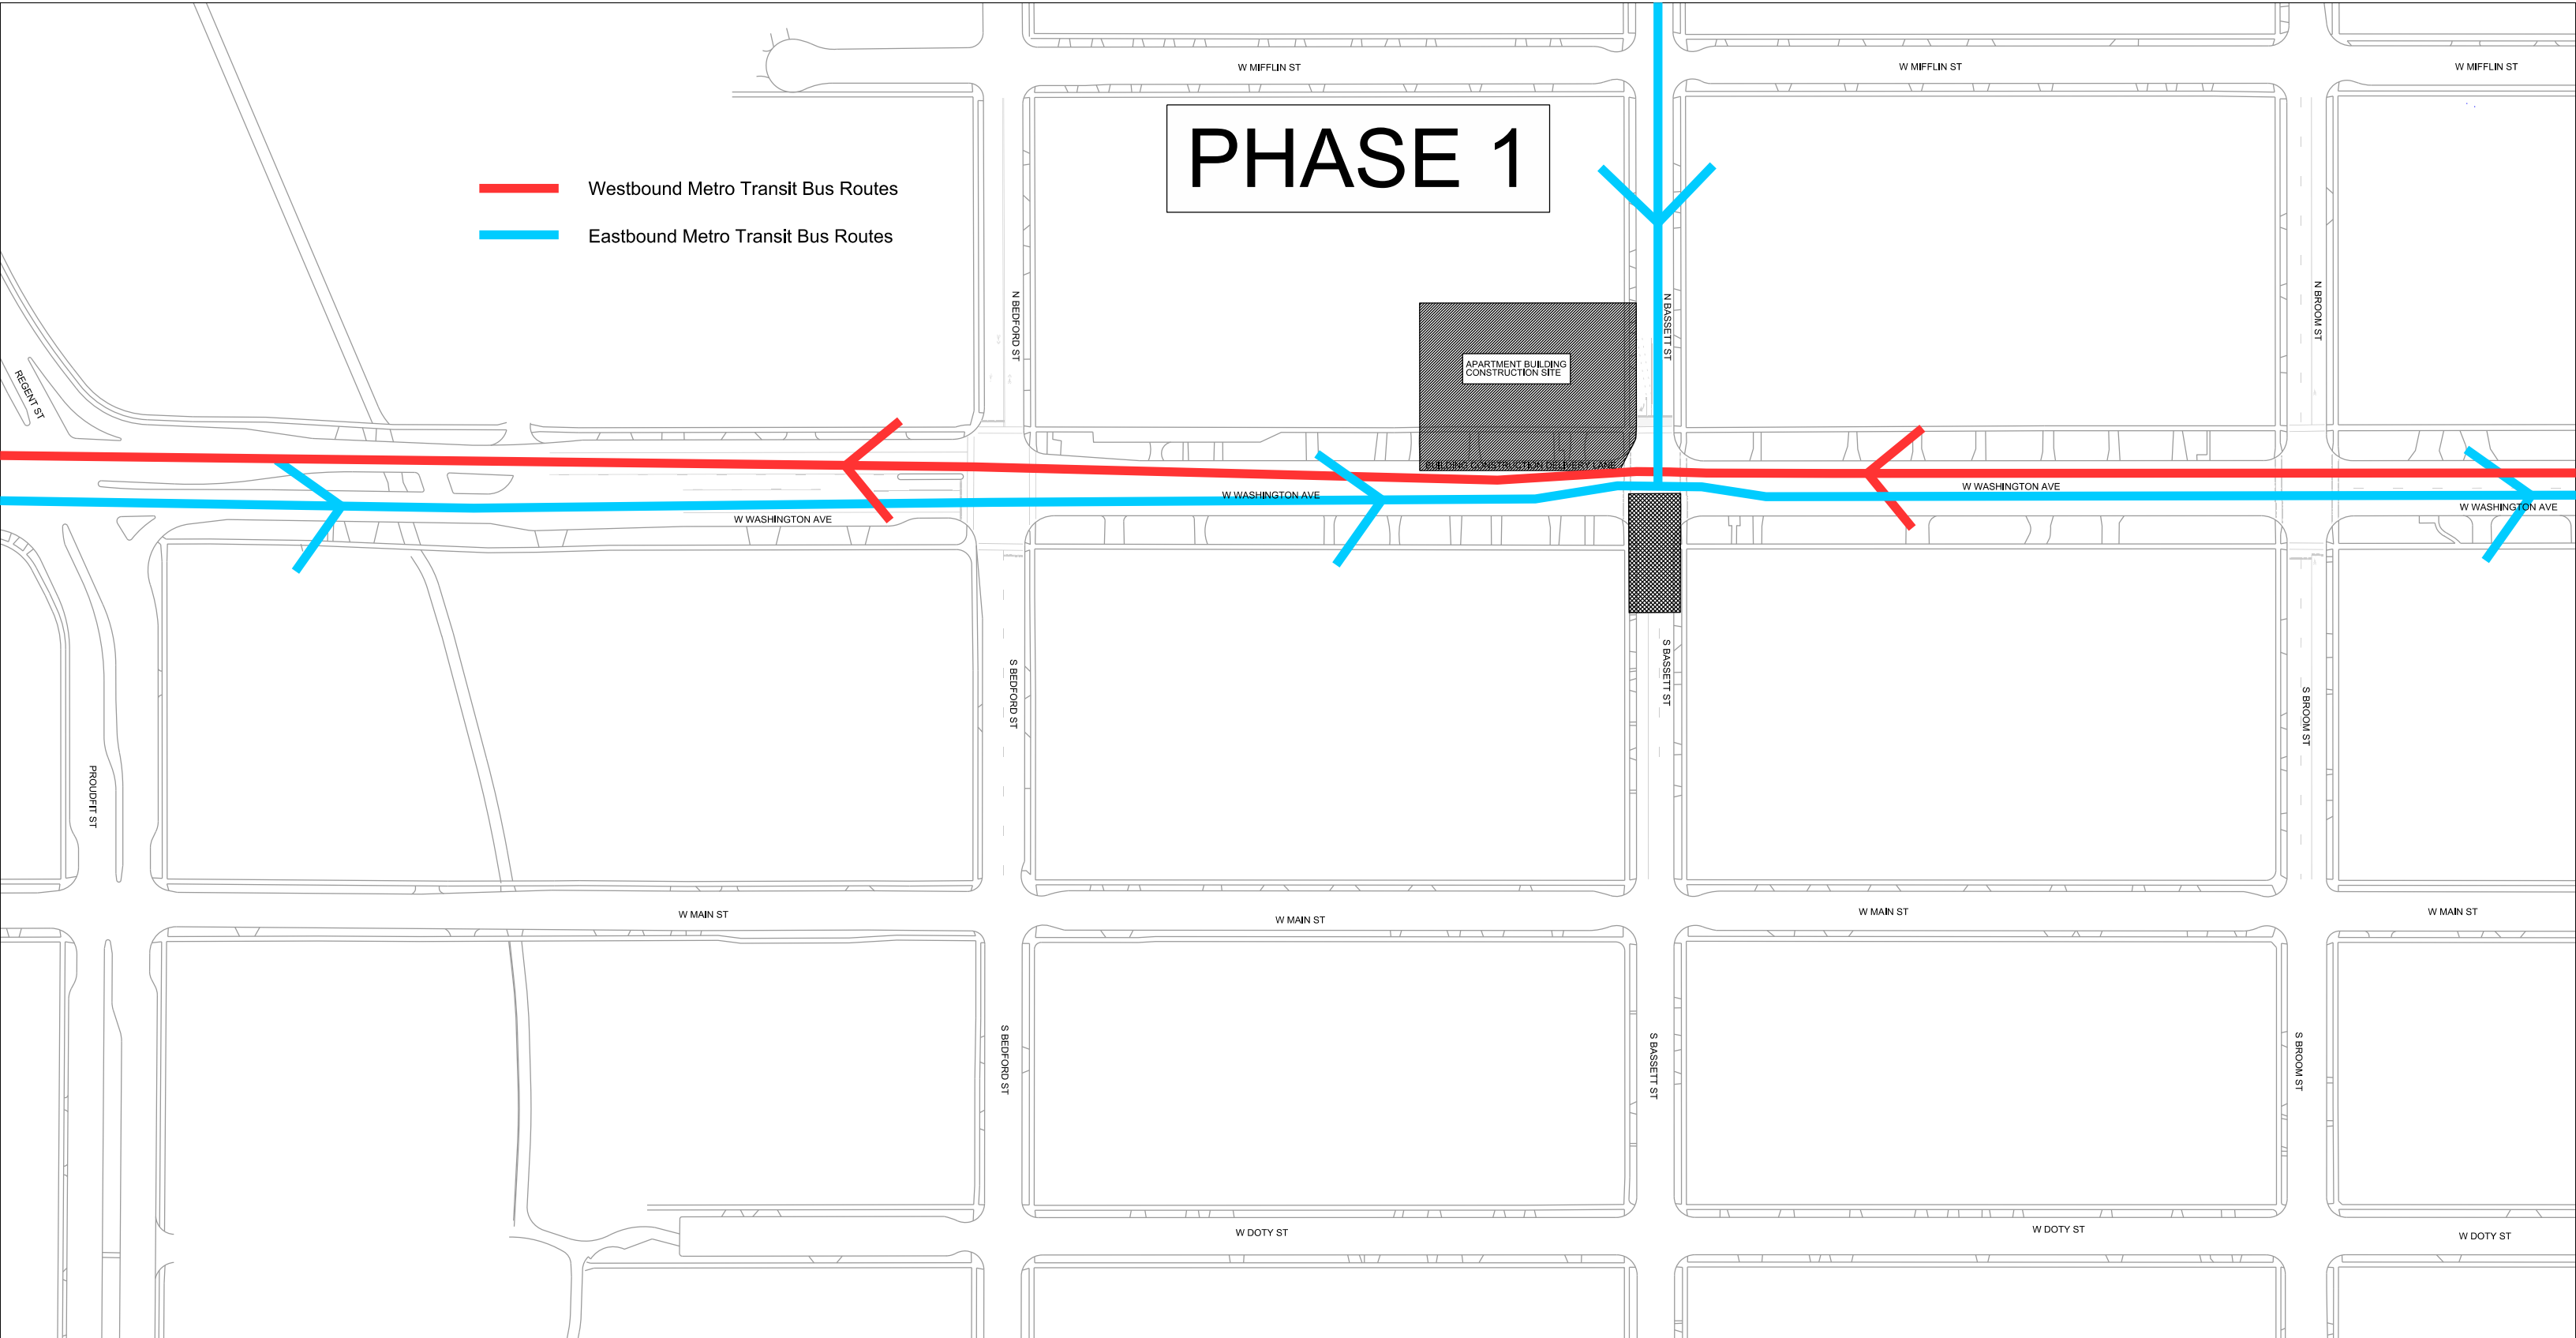 W MIFFLIN ST
W MIFFLIN ST
W MIFFLIN ST
PHASE 1
Westbound Metro Transit Bus Routes
Eastbound Metro Transit Bus Routes
N BEDFORD ST
N BASSETT ST
N BROOM ST
APARTMENT BUILDING
CONSTRUCTION SITE
REGENT ST
BUILDING CONSTRUCTION DELIVERY LANE
W WASHINGTON AVE
W WASHINGTON AVE
W WASHINGTON AVE
W WASHINGTON AVE
S BEDFORD ST
S BASSETT ST
S BROOM ST
PROUDFIT ST
W MAIN ST
W MAIN ST
W MAIN ST
W MAIN ST
S BEDFORD ST
S BASSETT ST
S BROOM ST
W DOTY ST
W DOTY ST
W DOTY ST